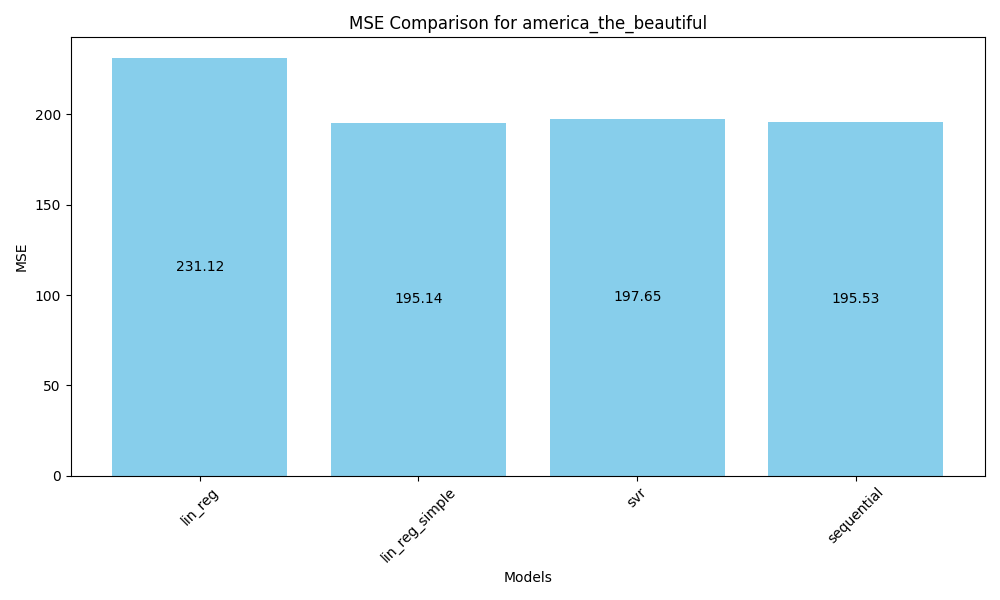 MSE Comparison for america_the_beautiful
MSE
200
150
100
50
0
231.12
195.14
197.65
195.53
lin_reg
lin_reg_simple
svr
sequential
Models